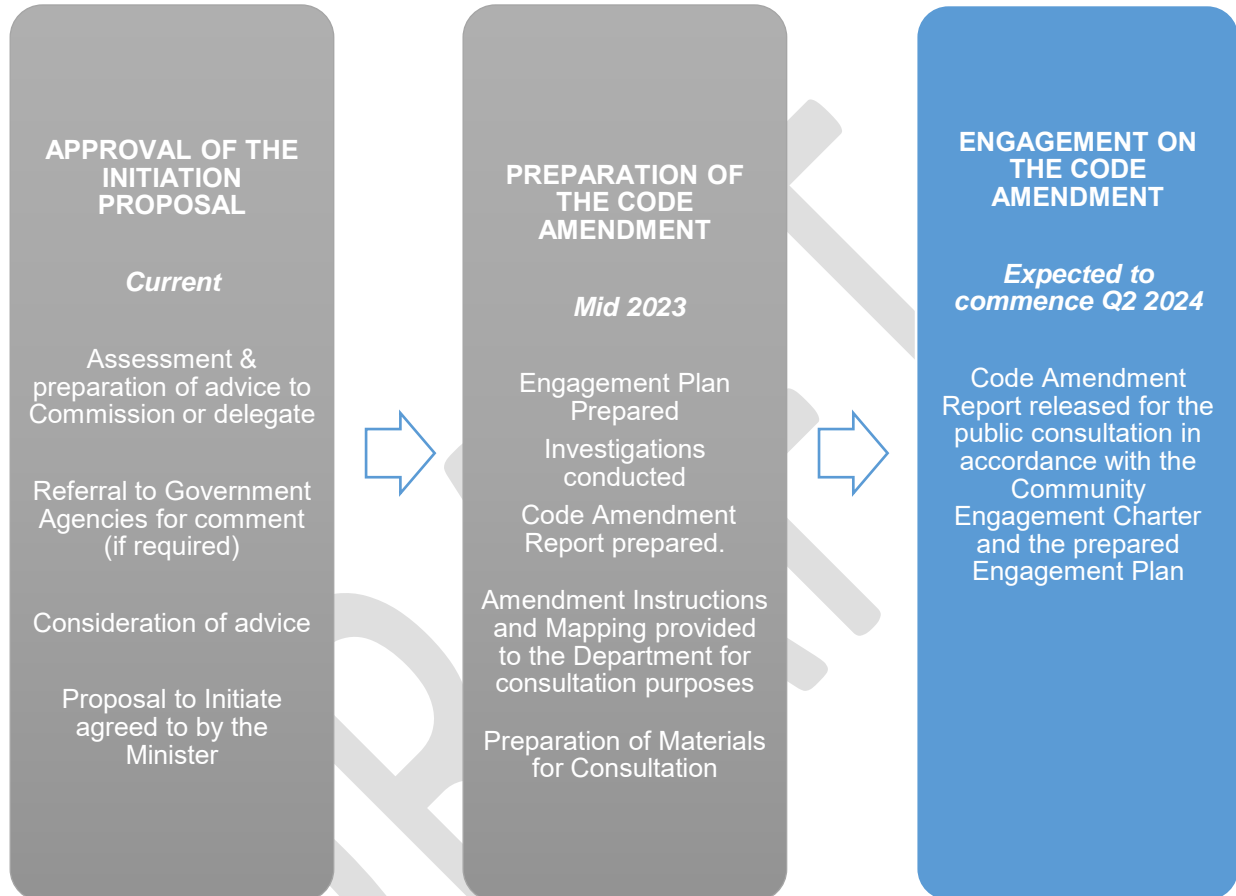 APPROVAL OF THE
INITIATION
PROPOSAL
Current
Assessment &
preparation of advice to
Commission or delegate
Referral to Government
Agencies for comment
(if required)
Consideration of advice
Proposal to Initiate
agreed to by the
Minister
PREPARATION OF
THE CODE
AMENDMENT
Mid 2023
Engagement Plan
Prepared
Investigations
conducted
Code Amendment
Report prepared.
Amendment Instructions
and Mapping provided
to the Department for
consultation purposes
Preparation of Materials
for Consultation
ENGAGEMENT ON
THE CODE
AMENDMENT
Expected to
commence Q2 2024
Code Amendment
Report released for the
public consultation in
accordance with the
Community
Engagement Charter
and the prepared
Engagement Plan